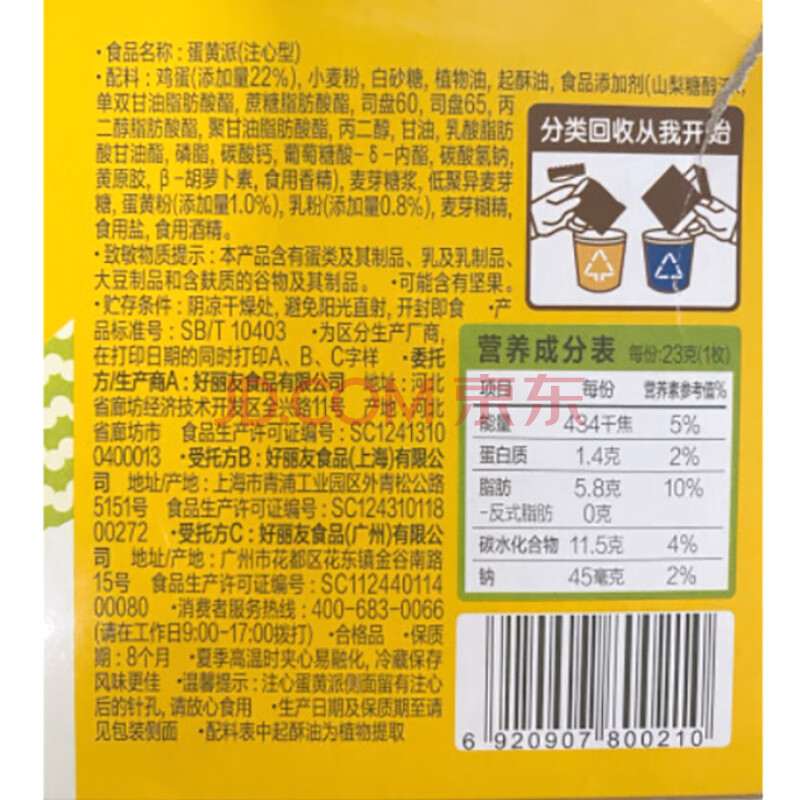 ·食品名称：蛋黄派(注心型)
·配料：鸡蛋(添加量22%)，小麦粉，白砂糖，植物油，起酥油，食品添加剂(山梨糖醇液，
单双甘油脂肪酸酯，蔗糖脂肪酸酯，司盘60，司盘65，丙
二醇脂肪酸酯，聚甘油脂肪酸酯，丙二醇，甘油，乳酸脂肪
酸甘油酯，磷脂，碳酸钙，葡萄糖酸-δ-内酯，碳酸氢钠，
黄原胶，β-胡萝卜素，食用香精)，麦芽糖浆，低聚异麦芽
糖，蛋黄粉(添加量1.0%)，乳粉(添加量0.8%)，麦芽糊精，
食用盐，食用酒精。
·致敏物质提示：本产品含有蛋类及其制品、乳及乳制品、
大豆制品和含麸质的谷物及其制品。 ·可能含有坚果。
·贮存条件：阴凉干燥处，避免阳光直射，开封即食 ·产
品标准号：SB/T 10403 ·为区分生产厂商，
在打印日期的同时打印A、B、C字样 ·委托
方/生产商A：好丽友食品有限公司 地址：河北
省廊坊经济技术开发区全兴路11号 产地：河北
省廊坊市 食品生产许可证编号：SC1241310
0400013 ·受托方B：好丽友食品(上海)有限公
司 地址/产地：上海市青浦工业园区外青松公路
5151号 食品生产许可证编号：SC124310118
00272 ·受托方C：好丽友食品(广州)有限公
司 地址/产地：广州市花都区花东镇金谷南路
15号 食品生产许可证编号：SC112440114
00080 ·消费者服务热线：400-683-0066
(请在工作日9:00-17:00拨打) ·合格品 ·保质
期：8个月 ·夏季高温时夹心易融化，冷藏保存
风味更佳 ·温馨提示：注心蛋黄派侧面留有注心
后的针孔，请放心食用 ·生产日期及保质期至请
见包装侧面 ·配料表中起酥油为植物提取
分类回收从我开始
营养成分表 每份:23克(1枚)
项目 每份 营养素参考值%
能量 434千焦 5%
蛋白质 1.4克 2%
脂肪 5.8克 10%
-反式脂肪 0克
碳水化合物 11.5克 4%
钠 45毫克 2%
6 920907 800210
JD.COM 京东